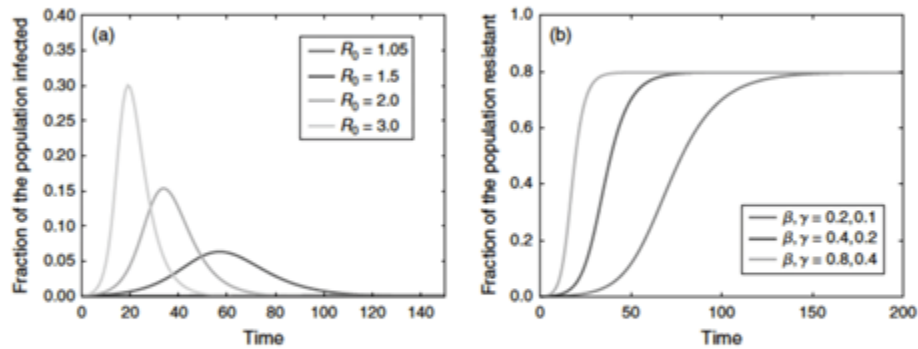 Fraction of the population infected
0.40
0.35
0.30
0.25
0.20
0.15
0.10
0.05
0.00
(a)
R0 = 1.05
R0 = 1.5
R0 = 2.0
R0 = 3.0
0 20 40 60 80 100 120 140
Time
Fraction of the population resistant
1.0
0.8
0.6
0.4
0.2
0.0
(b)
β, γ = 0.2, 0.1
β, γ = 0.4, 0.2
β, γ = 0.8, 0.4
0 50 100 150 200
Time